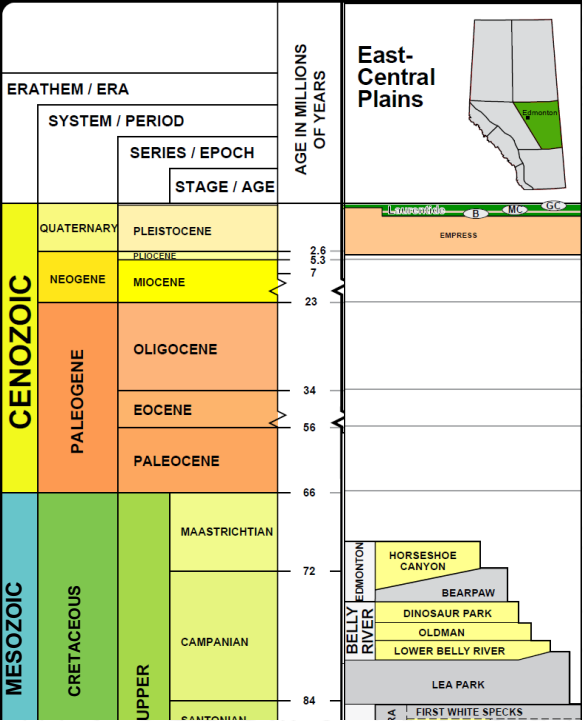 East-
Central
Plains
Edmonton
ERATHEM / ERA
SYSTEM / PERIOD
SERIES / EPOCH
STAGE / AGE
AGE IN MILLIONS
OF YEARS
CENOZOIC
QUATERNARY
PLEISTOCENE
Laurentide
B
MC
GC
EMPRESS
2.6
PLIOCENE
5.3
NEOGENE
7
MIOCENE
23
PALEOGENE
OLIGOCENE
34
EOCENE
56
PALEOCENE
66
MESOZOIC
CRETACEOUS
UPPER
MAASTRICHTIAN
72
CAMPANIAN
84
SANTONIAN
EDMONTON
HORSESHOE
CANYON
BEARPAW
BELLY
RIVER
DINOSAUR PARK
OLDMAN
LOWER BELLY RIVER
LEA PARK
RA
FIRST WHITE SPECKS